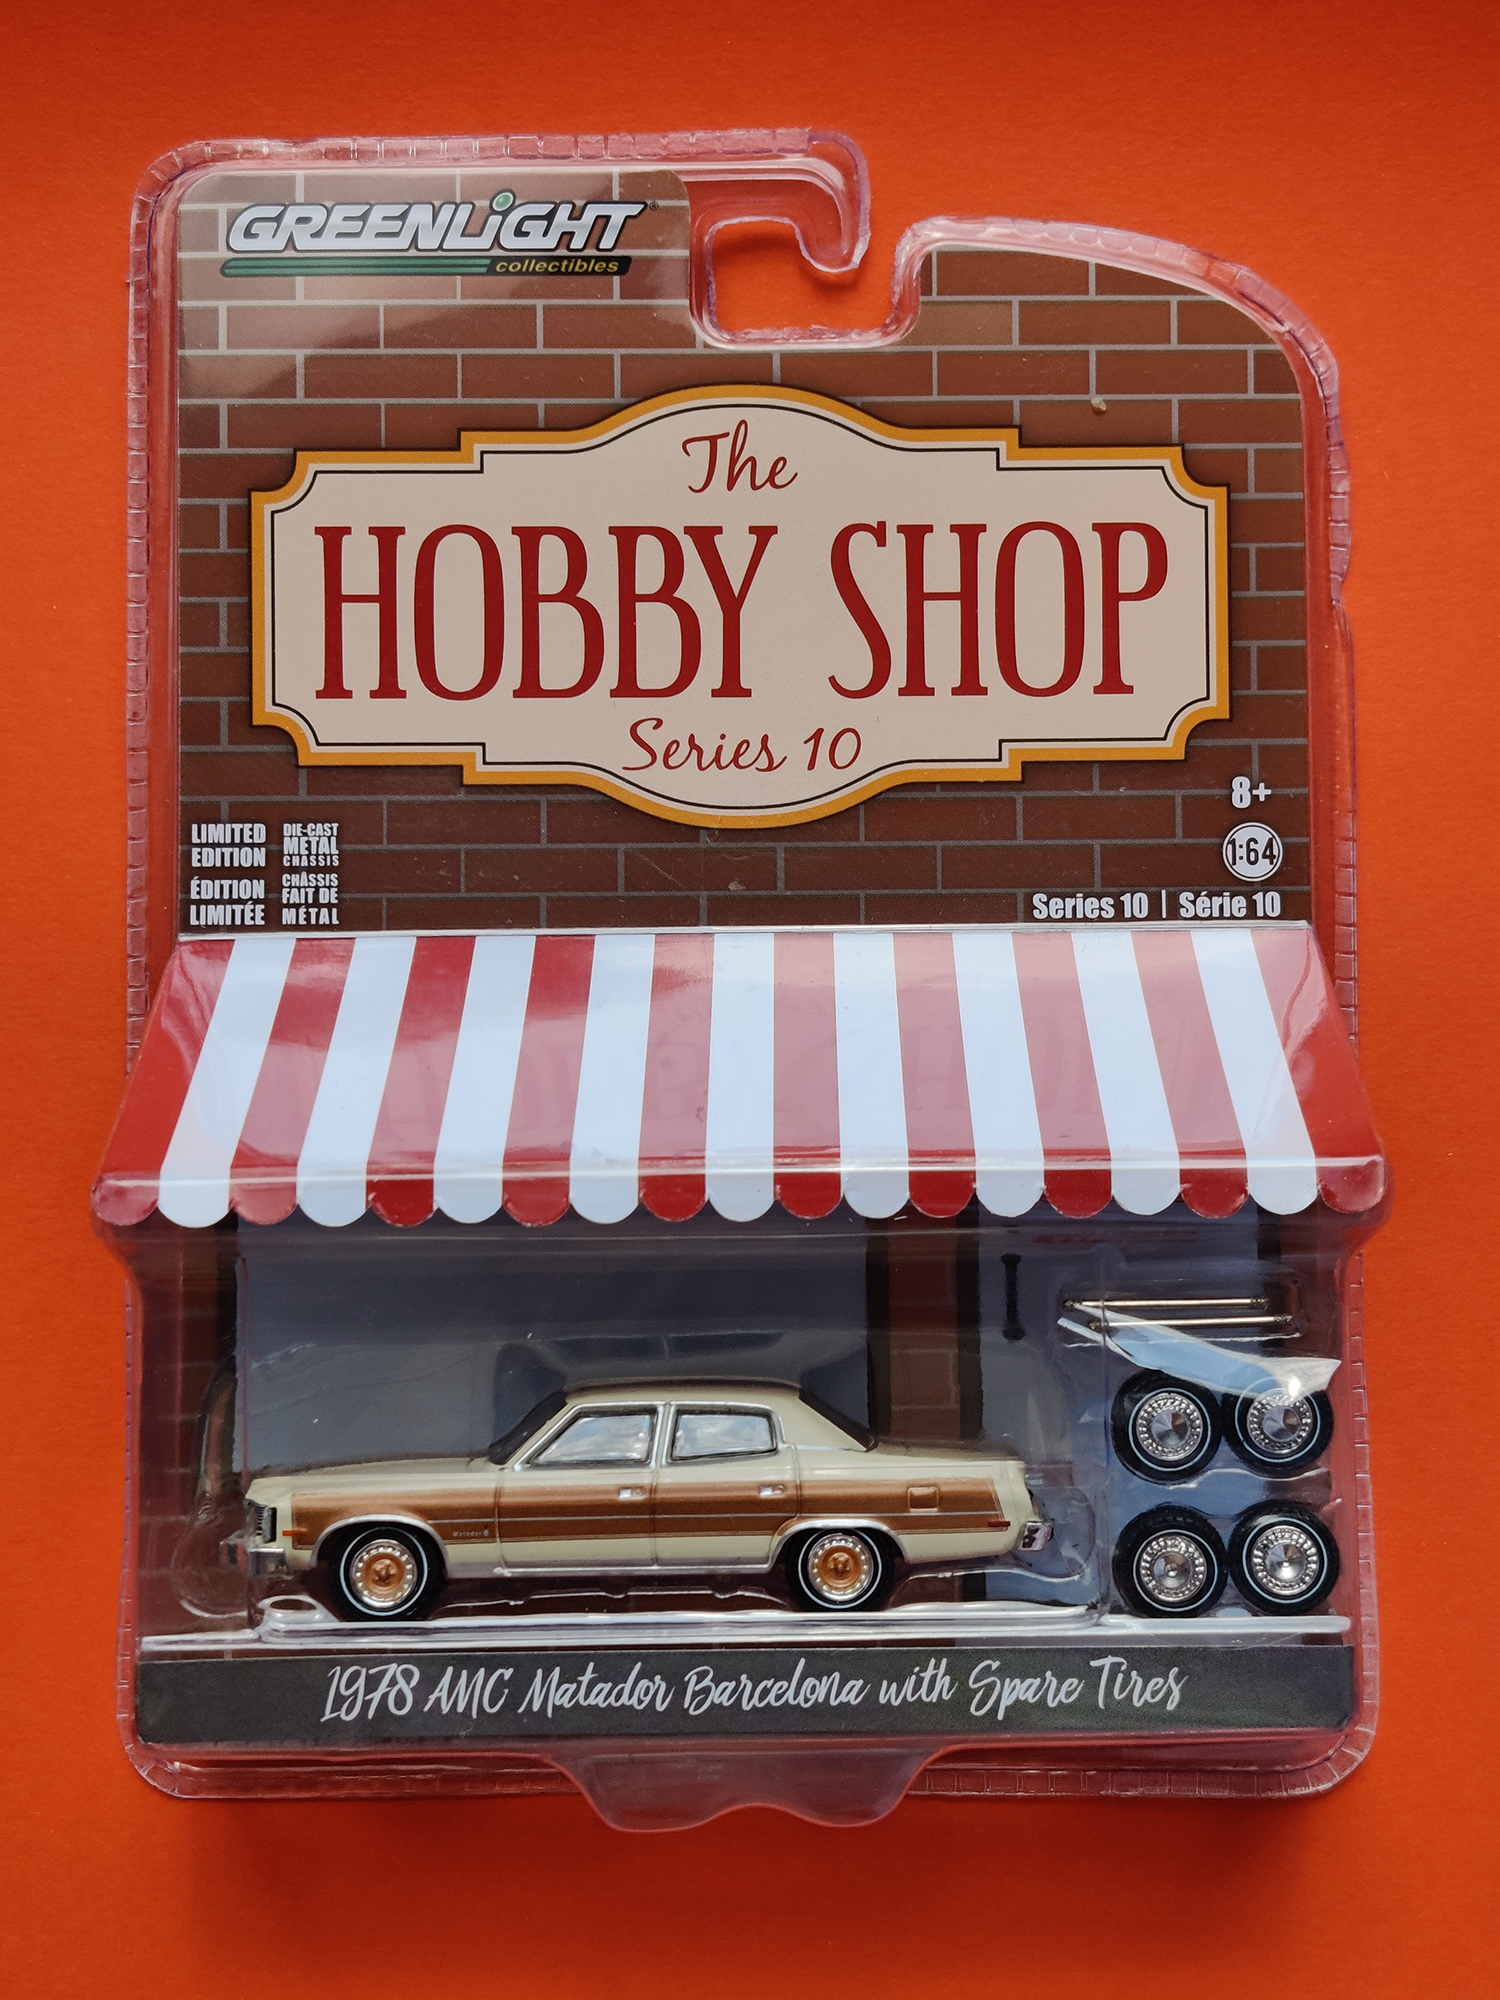 GREENLiGHT®
collectibles
The
HOBBY SHOP
Series 10
8+
LIMITED
EDITION
ÉDITION
LIMITÉE
DIE-CAST
METAL
CHASSIS
CHÂSSIS
FAIT DE
MÉTAL
1:64
Series 10 | Série 10
1978 AMC Matador Barcelona with Spare Tires